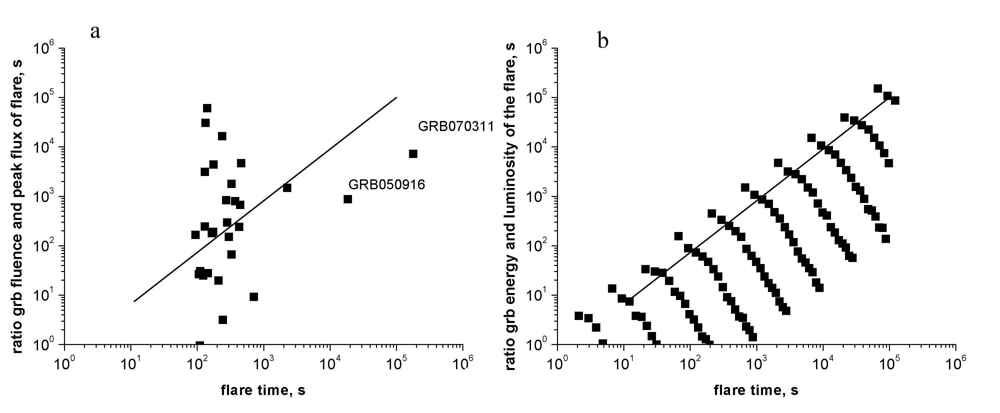 a
ratio grb fluence and peak flux of flare, s
10^6
10^5
10^4
10^3
10^2
10^1
10^0
GRB070311
GRB050916
10^0 10^1 10^2 10^3 10^4 10^5 10^6
flare time, s
b
ratio grb energy and luminosity of the flare, s
10^6
10^5
10^4
10^3
10^2
10^1
10^0
10^0 10^1 10^2 10^3 10^4 10^5 10^6
flare time, s